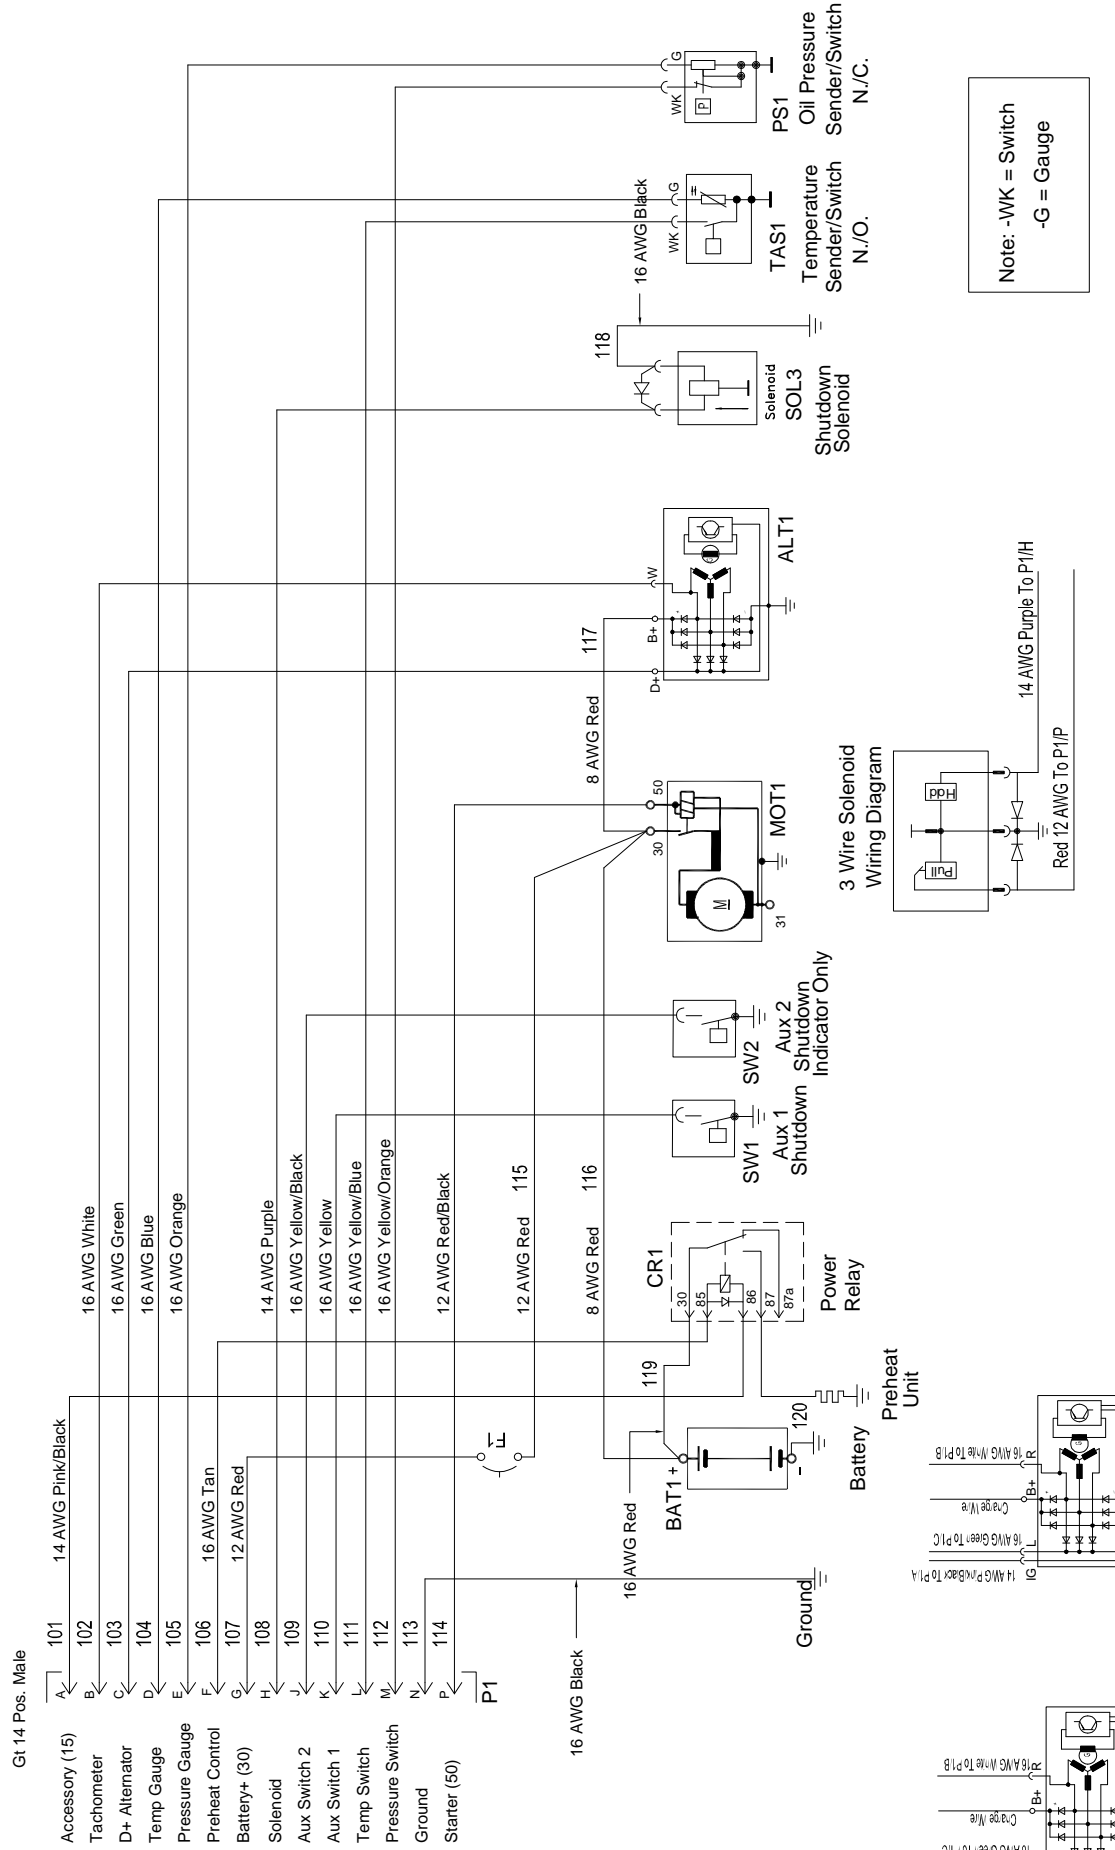 Gt 14 Pos. Male
Accessory (15)
A
101
14 AWG Pink/Black
Tachometer
B
102
16 AWG White
D+ Alternator
C
103
16 AWG Green
Temp Gauge
D
104
16 AWG Blue
Pressure Gauge
E
105
16 AWG Orange
Preheat Control
F
106
16 AWG Tan
Battery+ (30)
G
107
12 AWG Red
Solenoid
H
108
14 AWG Purple
Aux Switch 2
J
109
16 AWG Yellow/Black
Aux Switch 1
K
110
16 AWG Yellow
Temp Switch
L
111
16 AWG Yellow/Blue
Pressure Switch
M
112
16 AWG Yellow/Orange
Ground
N
113
Starter (50)
P
114
12 AWG Red/Black
P1
16 AWG Black
Ground
F1
12 AWG Red
115
8 AWG Red
116
16 AWG Red
119
BAT1
+
-
120
Battery
Preheat
Unit
CR1
30
85
86
87
87a
Power
Relay
SW1
Aux 1
Shutdown
SW2
Aux 2
Shutdown
Indicator Only
30
50
M
31
MOT1
8 AWG Red
117
D+
B+
W
G
ALT1
118
16 AWG Black
Solenoid
SOL3
Shutdown
Solenoid
WK
G
TAS1
Temperature
Sender/Switch
N./O.
WK
G
P
PS1
Oil Pressure
Sender/Switch
N./C.
Note: -WK = Switch
-G = Gauge
3 Wire Solenoid
Wiring Diagram
Pull
Hold
14 AWG Purple To P1/H
Red 12 AWG To P1/P
14 AWG Pink/Black To P1/A
IG
16 AWG Green To P1/C
L
Charge Wire
B+
16 AWG White To P1/B
R
G
Charge Wire
B+
16 AWG White To P1/B
R
G